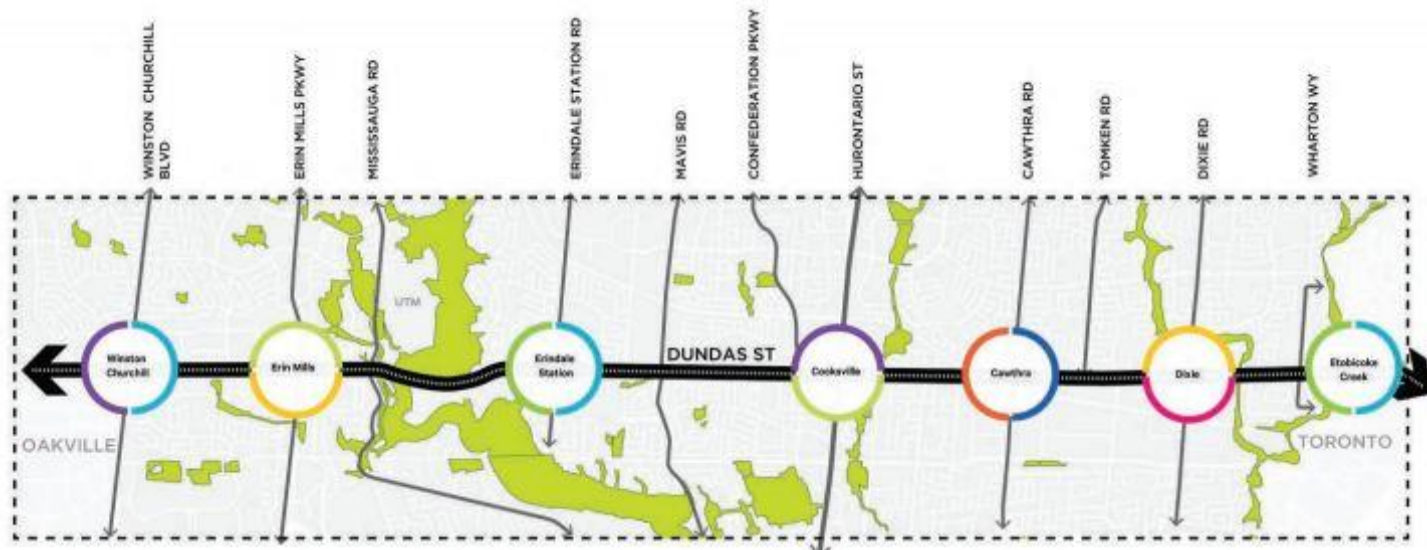 WINSTON CHURCHILL
BLVD
ERIN MILLS PKWY
MISSISSAUGA RD
ERINDALE STATION RD
MAVIS RD
CONFEDERATION PKWY
HURONTARIO ST
CAWTHRA RD
TOMKEN RD
DIXIE RD
WHARTON WY
UTM
DUNDAS ST
Winston
Churchill
Erin Mills
Erindale
Station
Cooksville
Cawthra
Dixie
Etobicoke
Creek
OAKVILLE
TORONTO